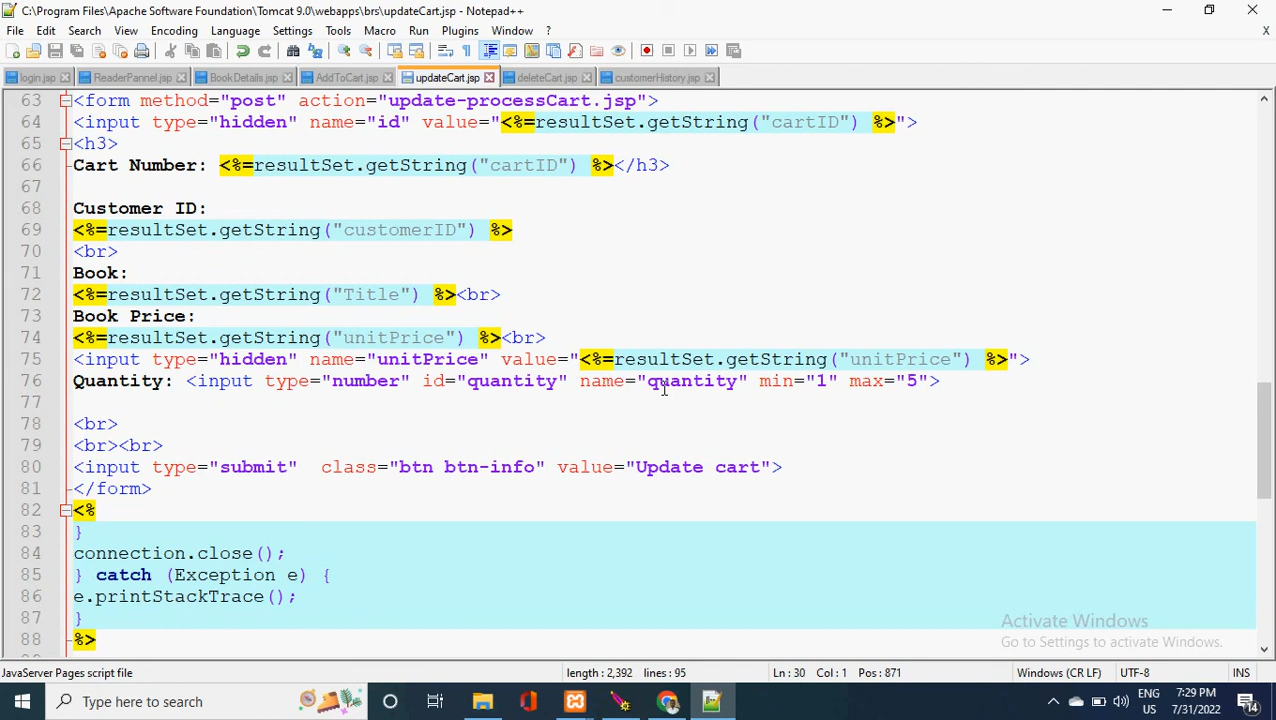 C:\Program Files\Apache Software Foundation\Tomcat 9.0\webapps\brs\updateCart.jsp - Notepad++
File Edit Search View Encoding Language Settings Tools Macro Run Plugins Window ? X
login.jsp ReaderPannel.jsp BookDetails.jsp AddToCart.jsp updateCart.jsp deleteCart.jsp customerHistory.jsp
63 <form method="post" action="update-processCart.jsp">
64 <input type="hidden" name="id" value="<%=resultSet.getString("cartID") %>">
65 <h3>
66 Cart Number: <%=resultSet.getString("cartID") %></h3>
67
68 Customer ID:
69 <%=resultSet.getString("customerID") %>
70 <br>
71 Book:
72 <%=resultSet.getString("Title") %><br>
73 Book Price:
74 <%=resultSet.getString("unitPrice") %><br>
75 <input type="hidden" name="unitPrice" value="<%=resultSet.getString("unitPrice") %>">
76 Quantity: <input type="number" id="quantity" name="quantity" min="1" max="5">
77
78 <br>
79 <br><br>
80 <input type="submit"  class="btn btn-info" value="Update cart">
81 </form>
82 <%
83 }
84 connection.close();
85 } catch (Exception e) {
86 e.printStackTrace();
87 }
88 %>
Activate Windows
Go to Settings to activate Windows.
JavaServer Pages script file length : 2,392 lines : 95 Ln : 30 Col : 1 Pos : 871 Windows (CR LF) UTF-8 INS
Type here to search ENG US 7:29 PM 7/31/2022 14